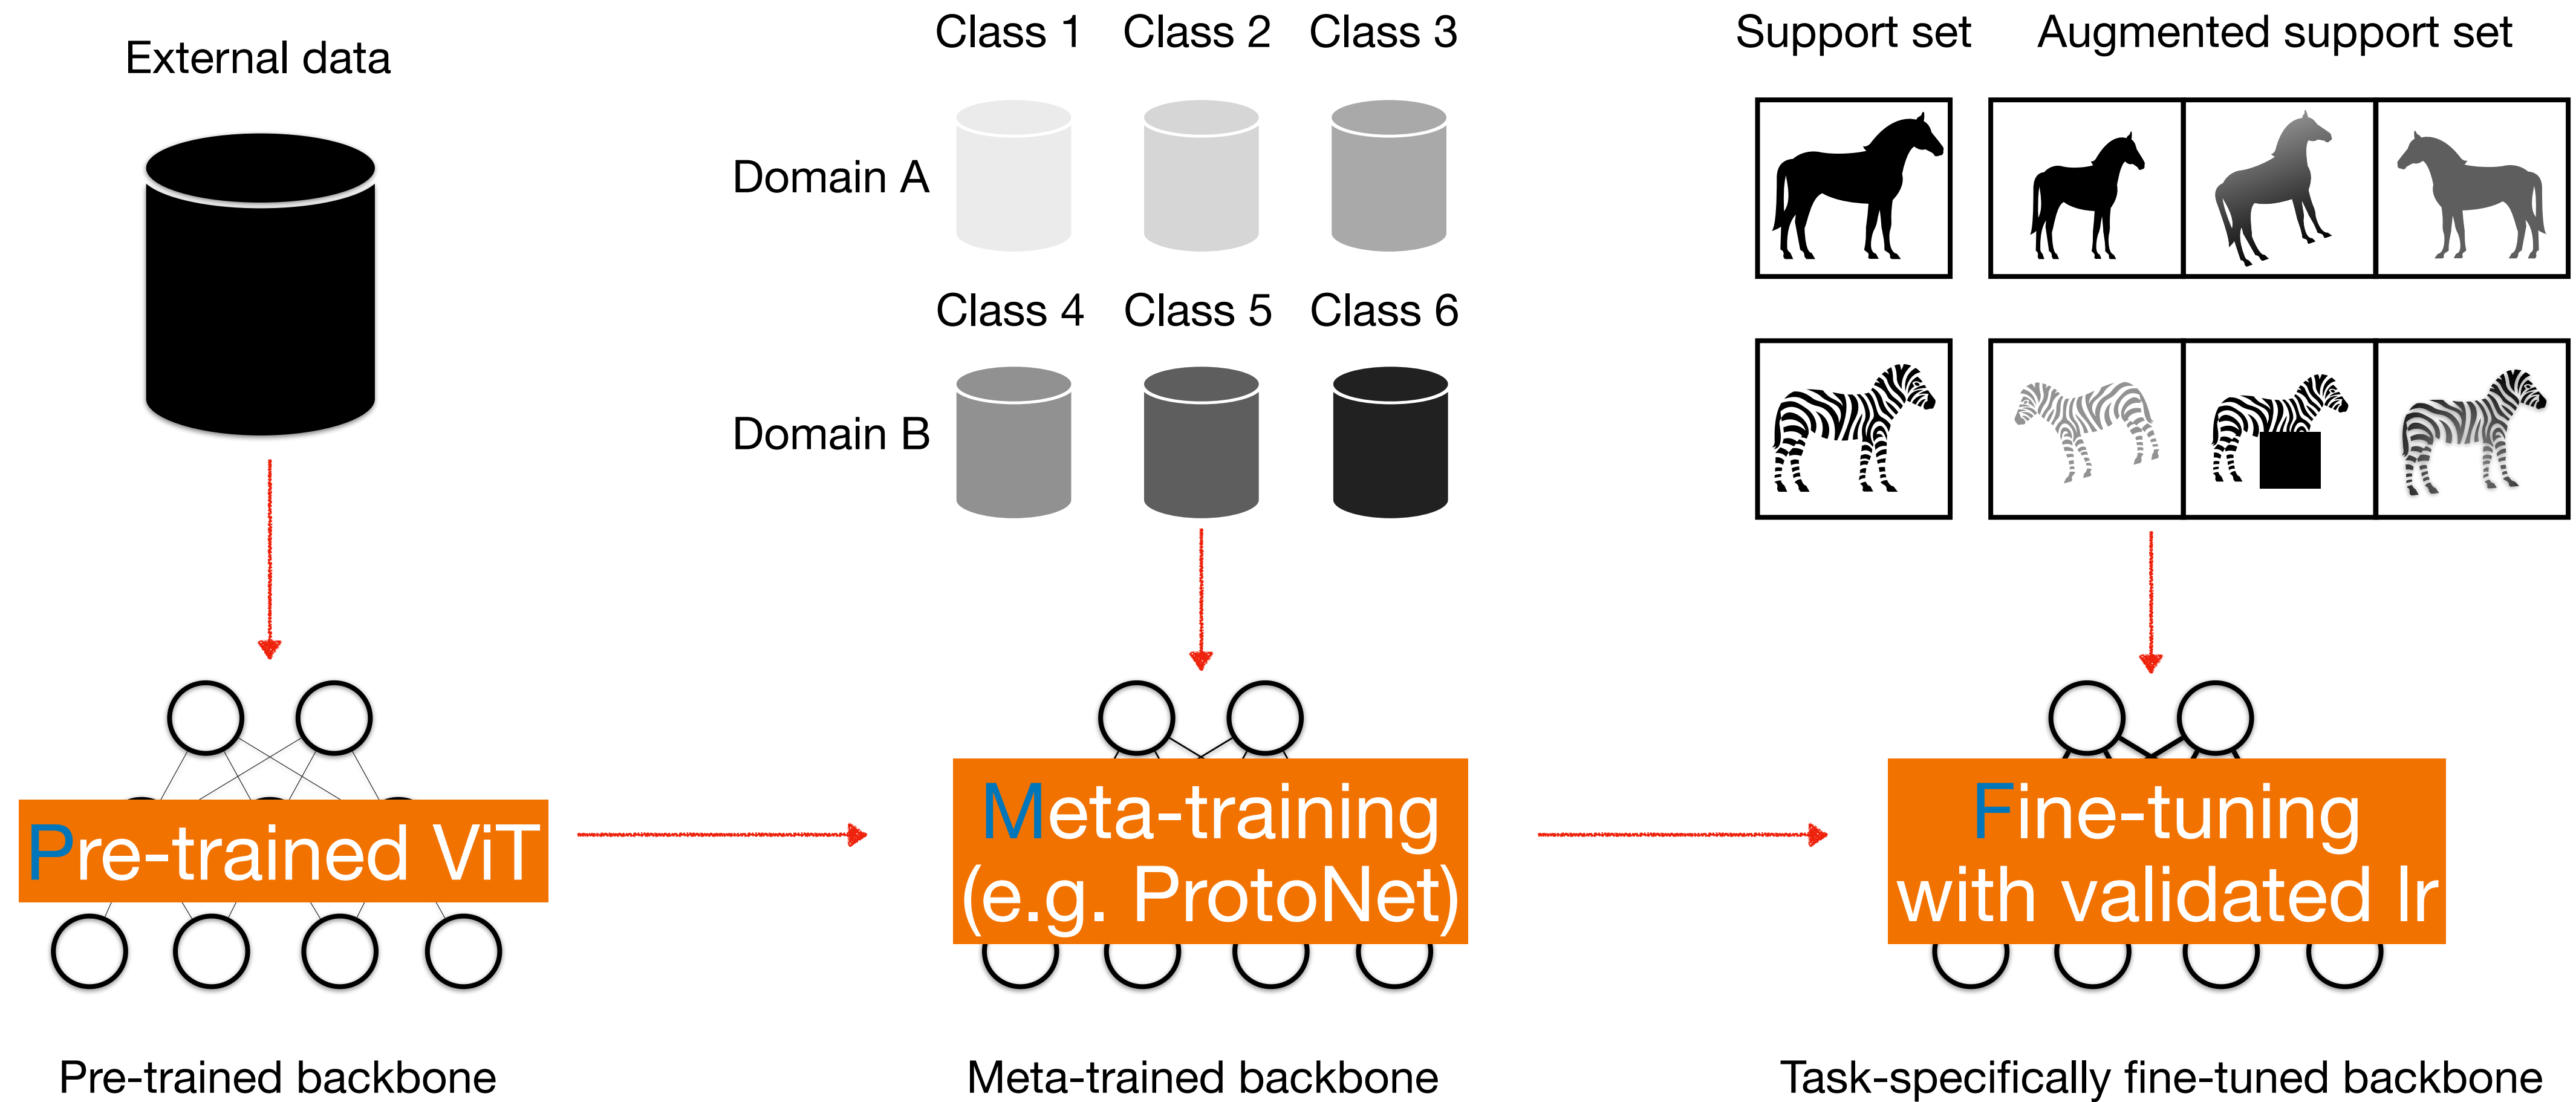 External data
Class 1
Class 2
Class 3
Domain A
Class 4
Class 5
Class 6
Domain B
Support set
Augmented support set
Pre-trained ViT
Meta-training
(e.g. ProtoNet)
Fine-tuning
with validated lr
Pre-trained backbone
Meta-trained backbone
Task-specifically fine-tuned backbone